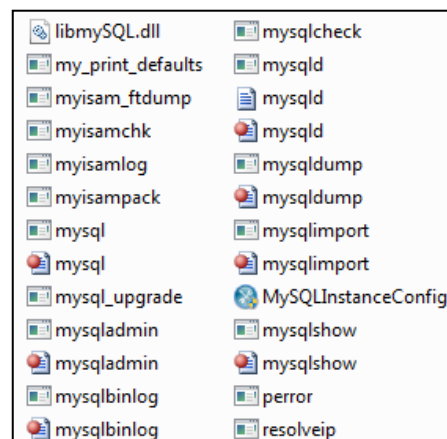 libmySQL.dll
my_print_defaults
myisam_ftdump
myisamchk
myisamlog
myisampack
mysql
mysql
mysql_upgrade
mysqladmin
mysqladmin
mysqlbinlog
mysqlbinlog
mysqlcheck
mysqld
mysqld
mysqld
mysqldump
mysqldump
mysqlimport
mysqlimport
MySQLInstanceConfig
mysqlshow
mysqlshow
perror
resolveip